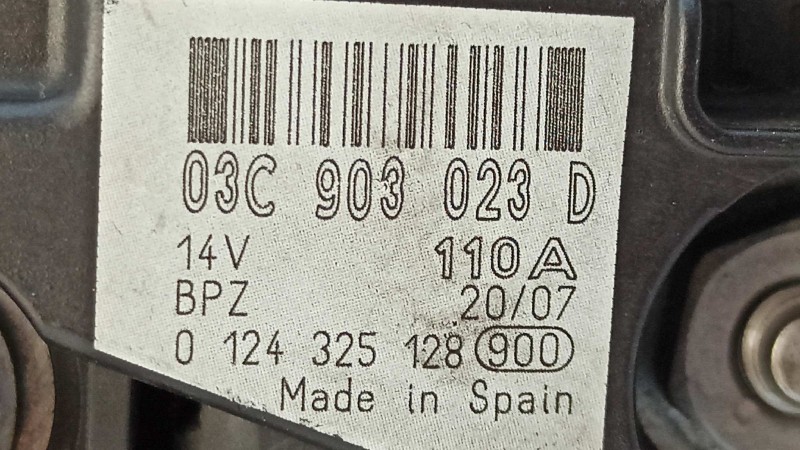 03C 903 023 D
14V 110A
BPZ 20/07
0 124 325 128 900
Made in Spain